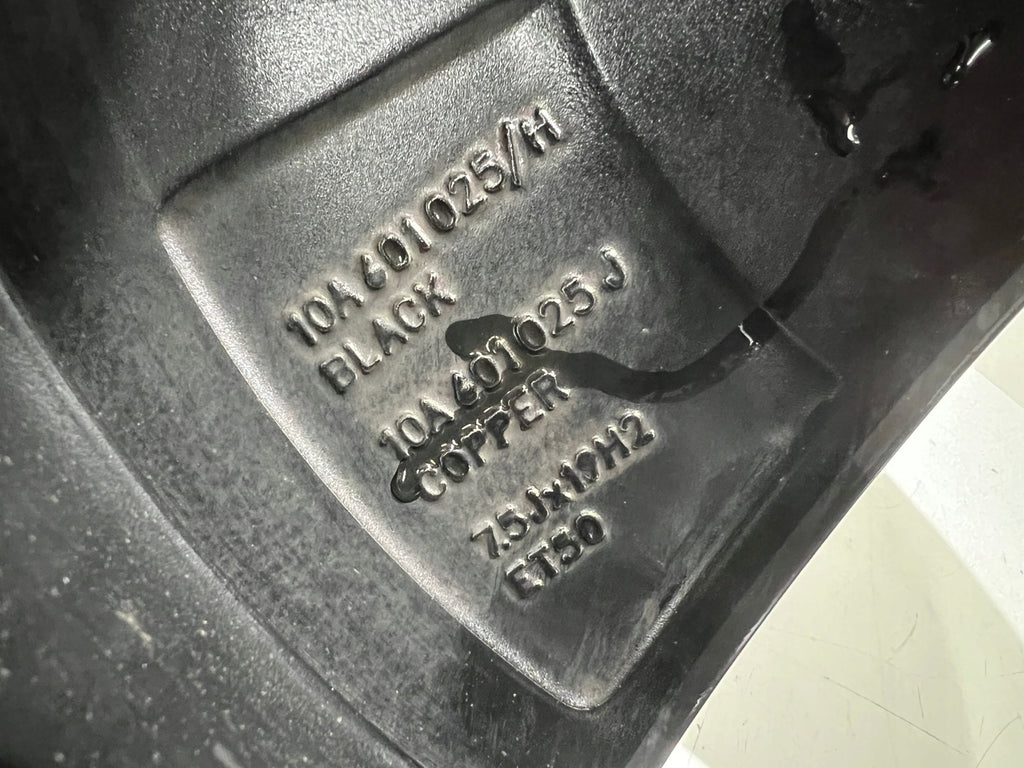 10A 601 025/H
BLACK
10A 601 025 J
COPPER
7.5Jx19H2
ET50